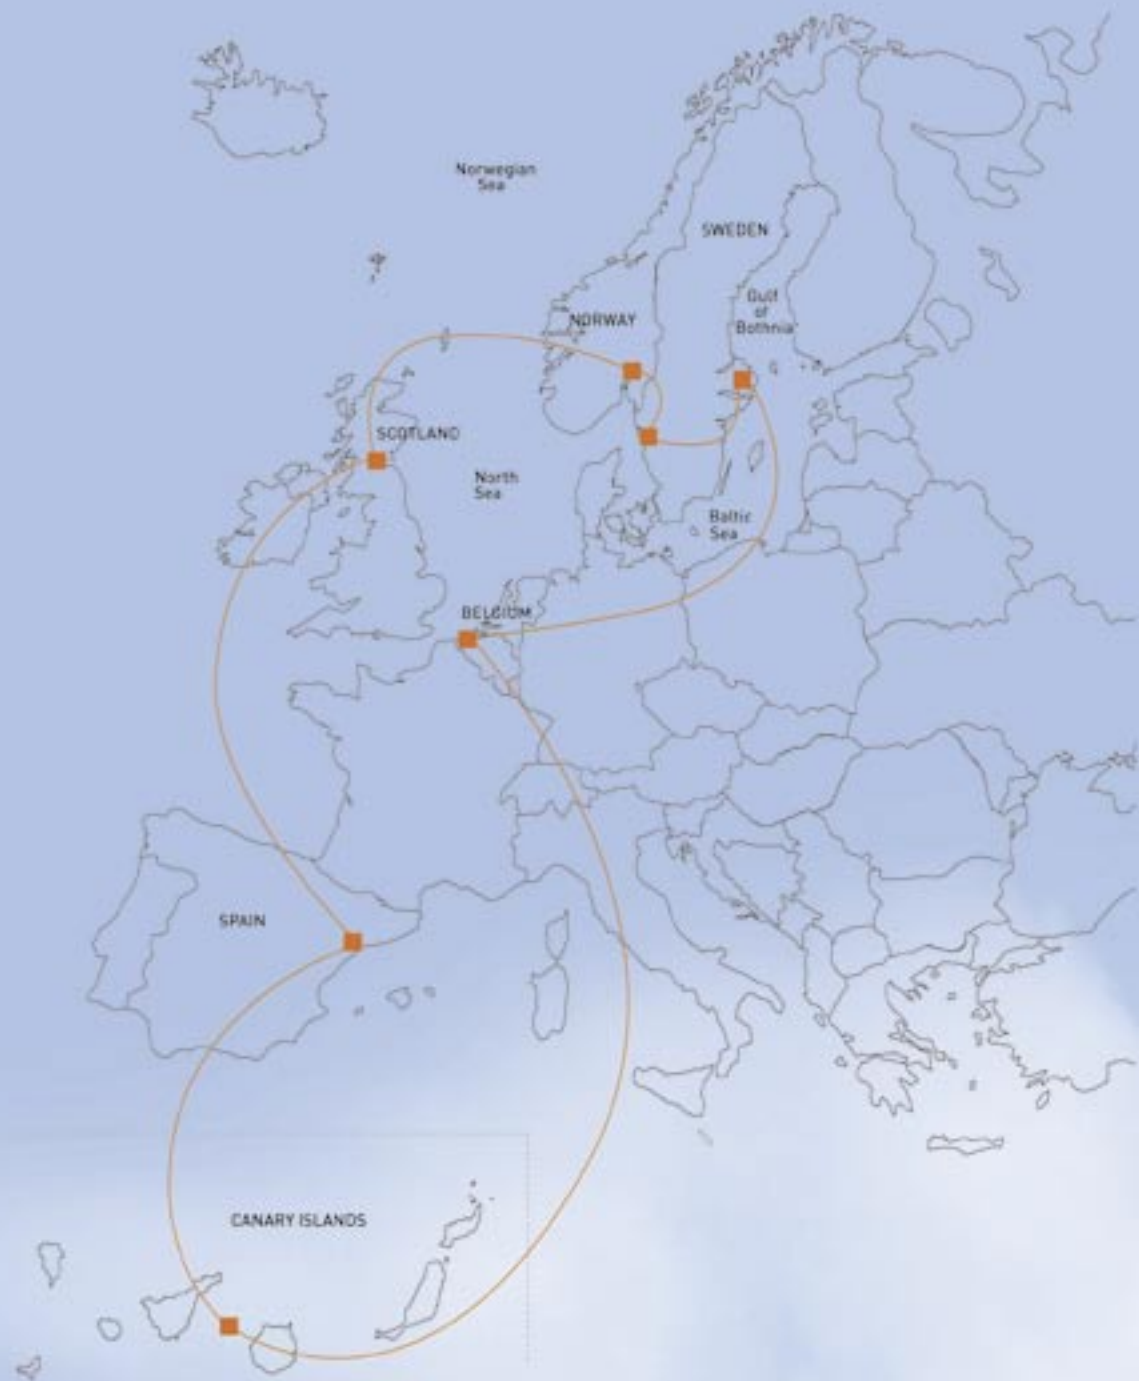 Norwegian
Sea
SWEDEN
Gulf
of
Bothnia
NORWAY
SCOTLAND
North
Sea
Baltic
Sea
BELGIUM
SPAIN
CANARY ISLANDS